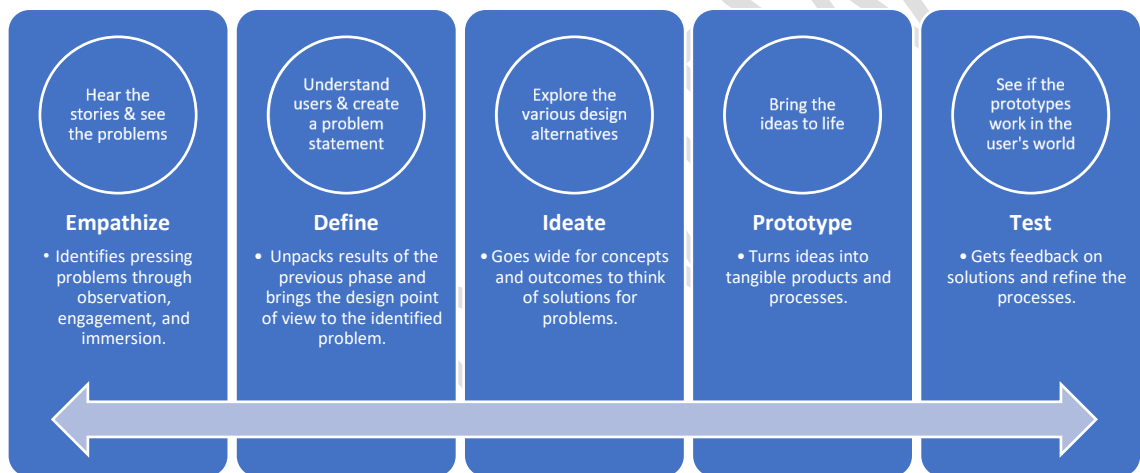 Hear the
stories & see
the problems
Empathize
• Identifies pressing
problems through
observation,
engagement, and
immersion.
Understand
users & create
a problem
statement
Define
• Unpacks results of the
previous phase and
brings the design point
of view to the identified
problem.
Explore the
various design
alternatives
Ideate
• Goes wide for concepts
and outcomes to think
of solutions for
problems.
Bring the
ideas to life
Prototype
• Turns ideas into
tangible products and
processes.
See if the
prototypes
work in the
user's world
Test
• Gets feedback on
solutions and refine the
processes.